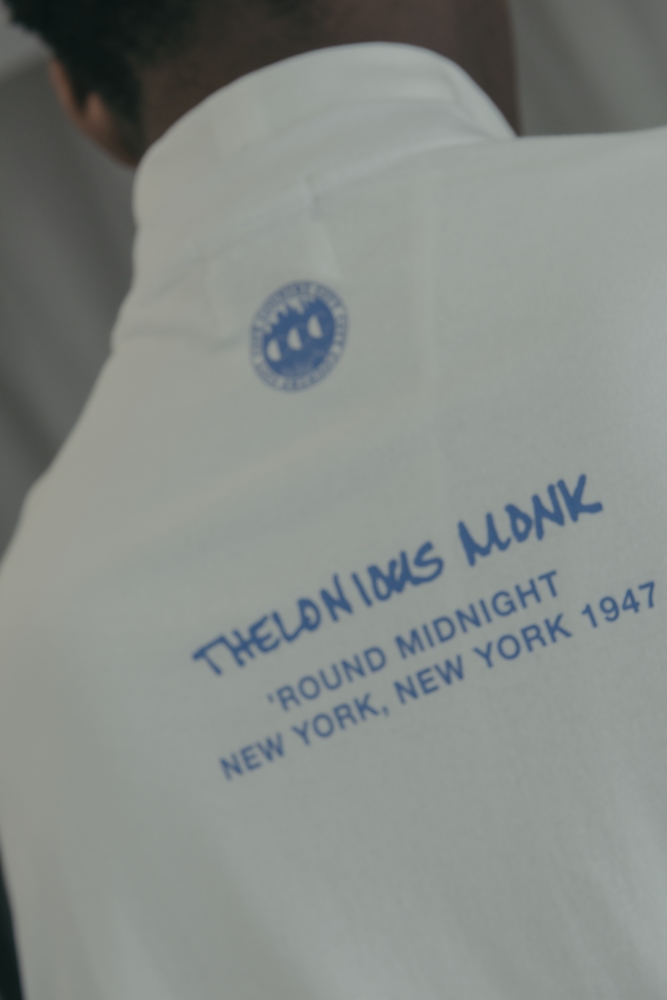 THELONIOUS MONK
'ROUND MIDNIGHT
NEW YORK, NEW YORK 1947